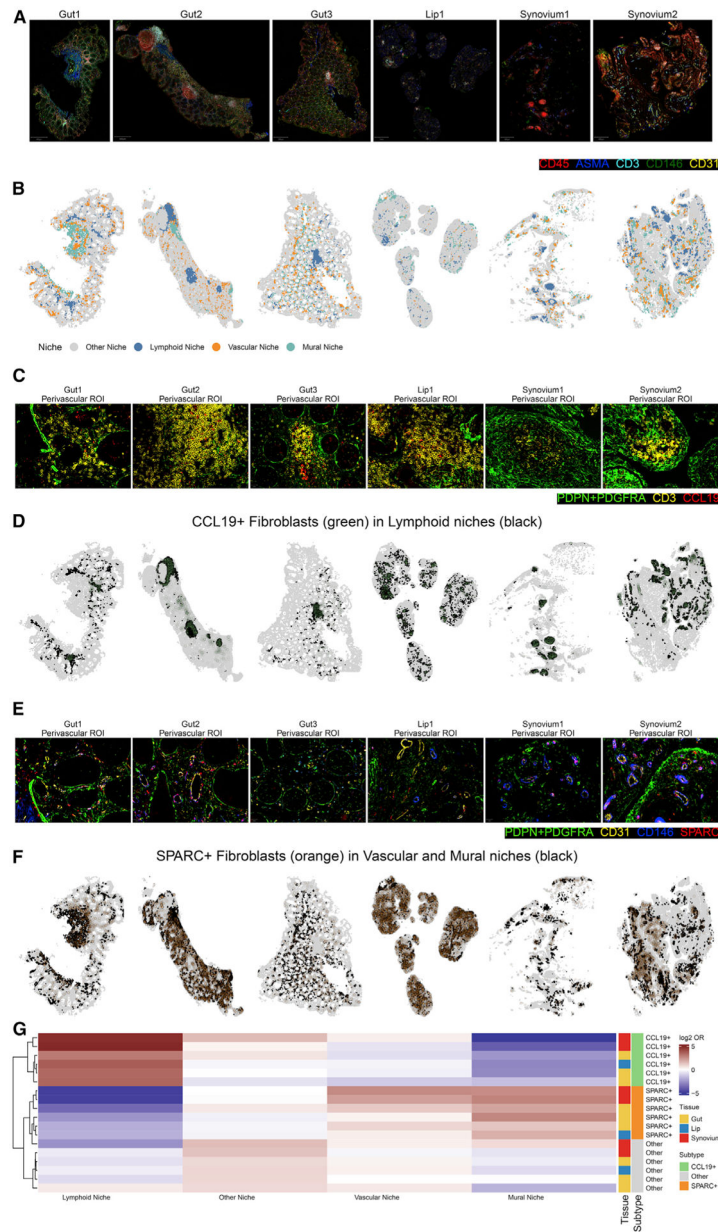 A
Gut1 Gut2 Gut3 Lip1 Synovium1 Synovium2
CD45 ASMA CD3 CD146 CD31
B
Niche Other Niche Lymphoid Niche Vascular Niche Mural Niche
C
Gut1 Gut2 Gut3 Lip1 Synovium1 Synovium2
Perivascular ROI Perivascular ROI Perivascular ROI Perivascular ROI Perivascular ROI Perivascular ROI
PDPN+PDGFRA CD3 CCL19
D
CCL19+ Fibroblasts (green) in Lymphoid niches (black)
E
Gut1 Gut2 Gut3 Lip1 Synovium1 Synovium2
Perivascular ROI Perivascular ROI Perivascular ROI Perivascular ROI Perivascular ROI Perivascular ROI
PDPN+PDGFRA CD31 CD146 SPARC
F
SPARC+ Fibroblasts (orange) in Vascular and Mural niches (black)
G
CCL19+
CCL19+
CCL19+
CCL19+
CCL19+
CCL19+
SPARC+
SPARC+
SPARC+
SPARC+
SPARC+
SPARC+
Other
Other
Other
Other
Other
Other
log2 OR
5
0
−5
Tissue
Gut
Lip
Synovium
Subtype
CCL19+
Other
SPARC+
Lymphoid Niche Other Niche Vascular Niche Mural Niche
Tissue
Subtype